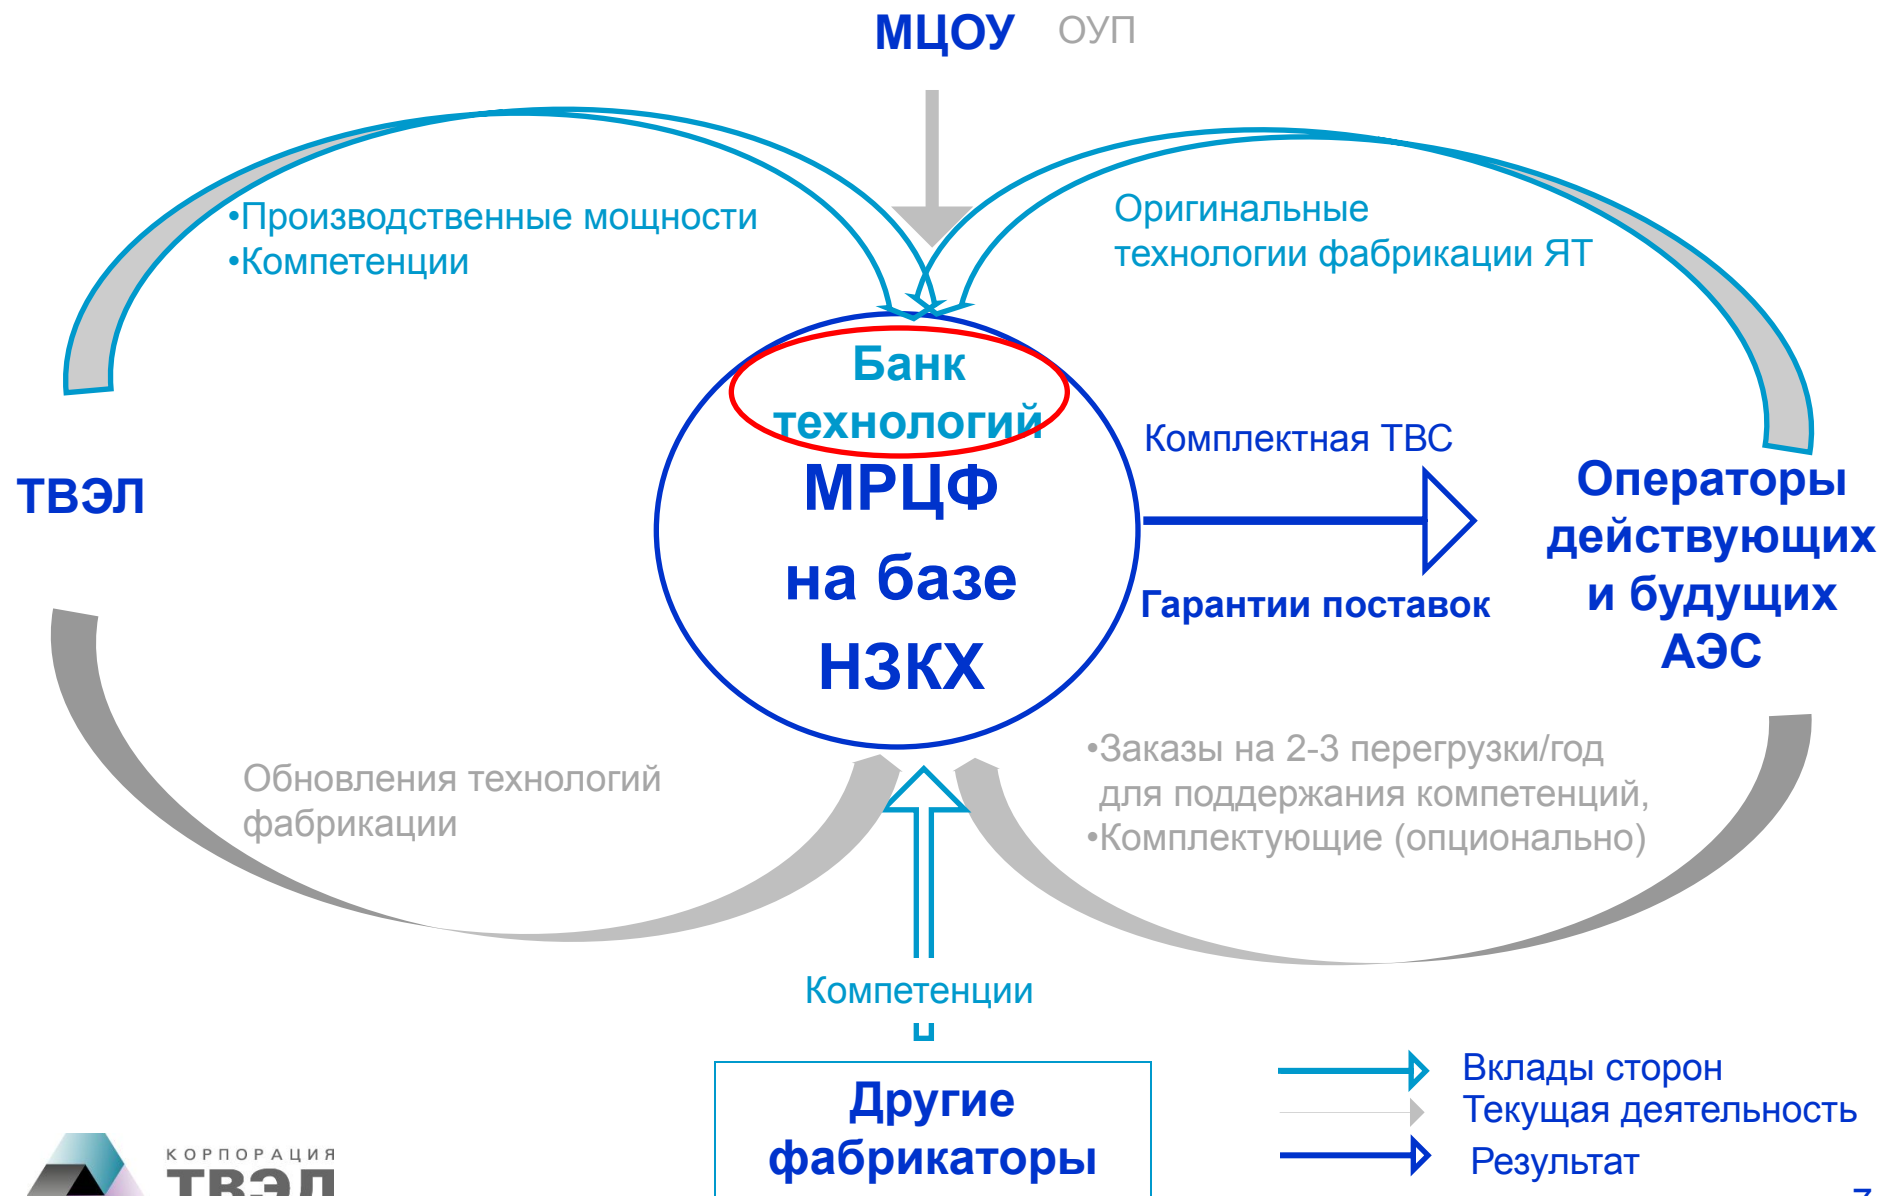 МЦОУ ОУП
•Производственные мощности
•Компетенции
Оригинальные
технологии фабрикации ЯТ
Банк
технологий
МРЦФ
на базе
НЗКХ
ТВЭЛ
Комплектная ТВС
Гарантии поставок
Операторы
действующих
и будущих
АЭС
Обновления технологий
фабрикации
•Заказы на 2-3 перегрузки/год
для поддержания компетенций,
•Комплектующие (опционально)
Компетенции
Другие
фабрикаторы
Вклады сторон
Текущая деятельность
Результат
КОРПОРАЦИЯ
ТВЭЛ